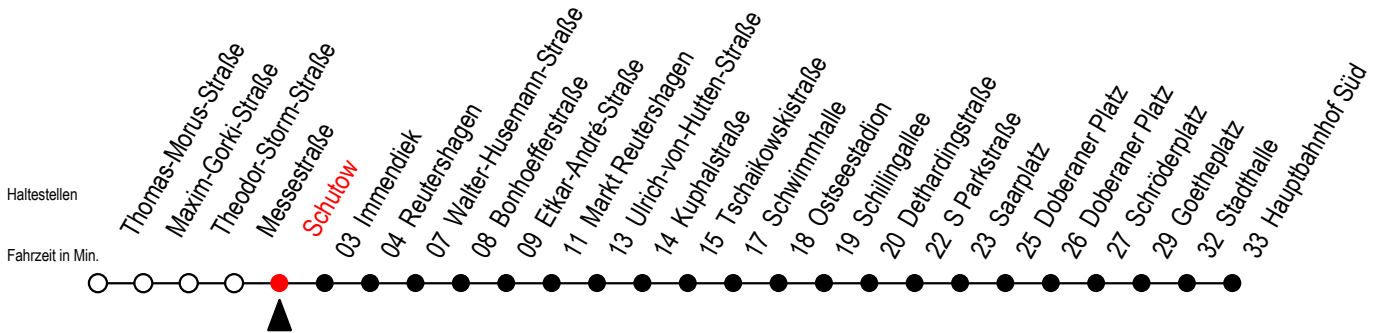 Haltestellen
Fahrzeit in Min.
Thomas-Morus-Straße
Maxim-Gorki-Straße
Theodor-Storm-Straße
Messestraße
Schutow
03 Immendiek
04 Reutershagen
07 Walter-Husemann-Straße
08 Bonhoefferstraße
09 Etkar-André-Straße
11 Markt Reutershagen
13 Ulrich-von-Hutten-Straße
14 Kuphalstraße
15 Tschaikowskistraße
17 Schwimmhalle
18 Ostseestadion
19 Schillingallee
20 Dethardingstraße
22 S Parkstraße
23 Saarplatz
25 Doberaner Platz
26 Doberaner Platz
27 Schröderplatz
29 Goetheplatz
32 Stadthalle
33 Hauptbahnhof Süd